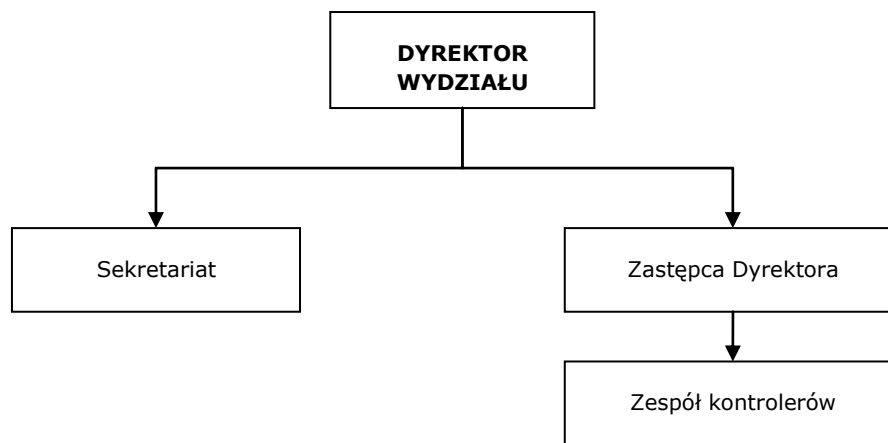 DYREKTOR
WYDZIAŁU
Sekretariat
Zastępca Dyrektora
Zespół kontrolerów